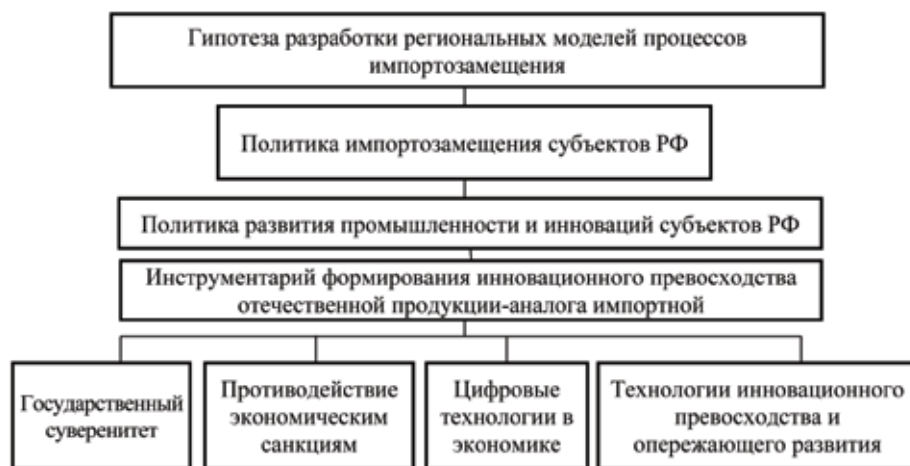 Гипотеза разработки региональных моделей процессов
импортозамещения
Политика импортозамещения субъектов РФ
Политика развития промышленности и инноваций субъектов РФ
Инструментарий формирования инновационного превосходства
отечественной продукции-аналога импортной
Государственный
суверенитет
Противодействие
экономическим
санкциям
Цифровые
технологии в
экономике
Технологии инновационного
превосходства и
опережающего развития